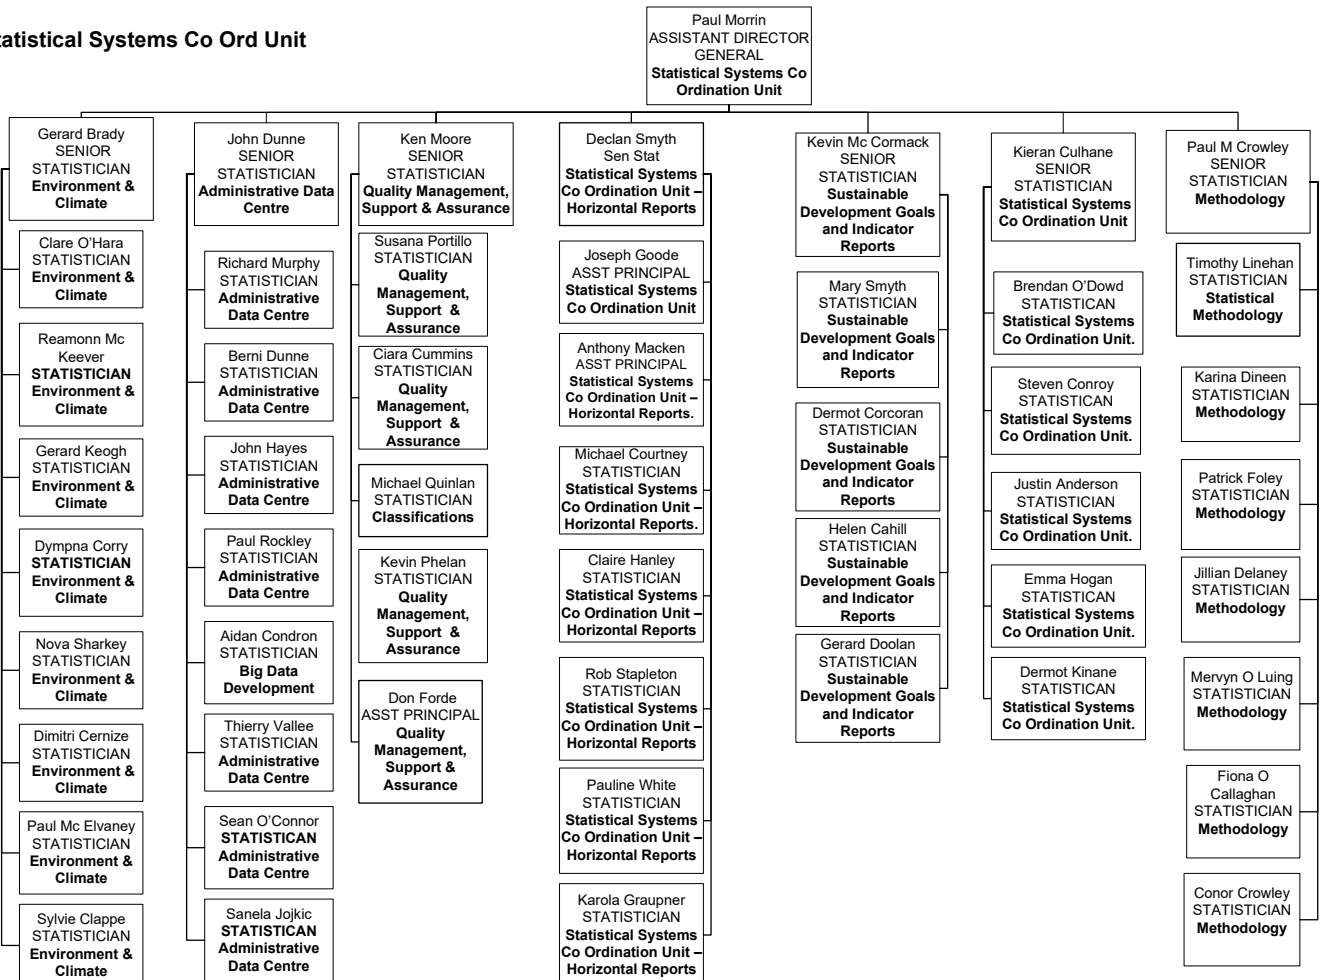 tatistical Systems Co Ord Unit
Paul Morrin
ASSISTANT DIRECTOR
GENERAL
Statistical Systems Co
Ordination Unit
Gerard Brady
SENIOR
STATISTICIAN
Environment &
Climate
Clare O'Hara
STATISTICIAN
Environment &
Climate
Reamonn Mc
Keever
STATISTICIAN
Environment &
Climate
Gerard Keogh
STATISTICIAN
Environment &
Climate
Dympna Corry
STATISTICIAN
Environment &
Climate
Nova Sharkey
STATISTICIAN
Environment &
Climate
Dimitri Cernize
STATISTICIAN
Environment &
Climate
Paul Mc Elvaney
STATISTICIAN
Environment &
Climate
Sylvie Clappe
STATISTICIAN
Environment &
Climate
John Dunne
SENIOR
STATISTICIAN
Administrative Data
Centre
Richard Murphy
STATISTICIAN
Administrative
Data Centre
Berni Dunne
STATISTICIAN
Administrative
Data Centre
John Hayes
STATISTICIAN
Administrative
Data Centre
Paul Rockley
STATISTICIAN
Administrative
Data Centre
Aidan Condron
STATISTICIAN
Big Data
Development
Thierry Vallee
STATISTICIAN
Administrative
Data Centre
Sean O'Connor
STATISTICAN
Administrative
Data Centre
Sanela Jojkic
STATISTICAN
Administrative
Data Centre
Ken Moore
SENIOR
STATISTICIAN
Quality Management,
Support & Assurance
Susana Portillo
STATISTICIAN
Quality
Management,
Support &
Assurance
Ciara Cummins
STATISTICIAN
Quality
Management,
Support &
Assurance
Michael Quinlan
STATISTICIAN
Classifications
Kevin Phelan
STATISTICIAN
Quality
Management,
Support &
Assurance
Don Forde
ASST PRINCIPAL
Quality
Management,
Support &
Assurance
Declan Smyth
Sen Stat
Statistical Systems
Co Ordination Unit –
Horizontal Reports
Joseph Goode
ASST PRINCIPAL
Statistical Systems
Co Ordination Unit
Anthony Macken
ASST PRINCIPAL
Statistical Systems
Co Ordination Unit –
Horizontal Reports.
Michael Courtney
STATISTICIAN
Statistical Systems
Co Ordination Unit –
Horizontal Reports.
Claire Hanley
STATISTICIAN
Statistical Systems
Co Ordination Unit –
Horizontal Reports
Rob Stapleton
STATISTICIAN
Statistical Systems
Co Ordination Unit –
Horizontal Reports
Pauline White
STATISTICIAN
Statistical Systems
Co Ordination Unit –
Horizontal Reports
Karola Graupner
STATISTICIAN
Statistical Systems
Co Ordination Unit –
Horizontal Reports
Kevin Mc Cormack
SENIOR
STATISTICIAN
Sustainable
Development Goals
and Indicator
Reports
Mary Smyth
STATISTICIAN
Sustainable
Development Goals
and Indicator
Reports
Dermot Corcoran
STATISTICIAN
Sustainable
Development Goals
and Indicator
Reports
Helen Cahill
STATISTICIAN
Sustainable
Development Goals
and Indicator
Reports
Gerard Doolan
STATISTICIAN
Sustainable
Development Goals
and Indicator
Reports
Kieran Culhane
SENIOR
STATISTICIAN
Statistical Systems
Co Ordination Unit
Brendan O'Dowd
STATISTICAN
Statistical Systems
Co Ordination Unit.
Steven Conroy
STATISTICAN
Statistical Systems
Co Ordination Unit.
Justin Anderson
STATISTICIAN
Statistical Systems
Co Ordination Unit.
Emma Hogan
STATISTICIAN
Statistical Systems
Co Ordination Unit.
Dermot Kinane
STATISTICIAN
Statistical Systems
Co Ordination Unit.
Paul M Crowley
SENIOR
STATISTICIAN
Methodology
Timothy Linehan
STATISTICIAN
Statistical
Methodology
Karina Dineen
STATISTICIAN
Methodology
Patrick Foley
STATISTICIAN
Methodology
Jillian Delaney
STATISTICIAN
Methodology
Mervyn O Luing
STATISTICIAN
Methodology
Fiona O
Callaghan
STATISTICIAN
Methodology
Conor Crowley
STATISTICIAN
Methodology